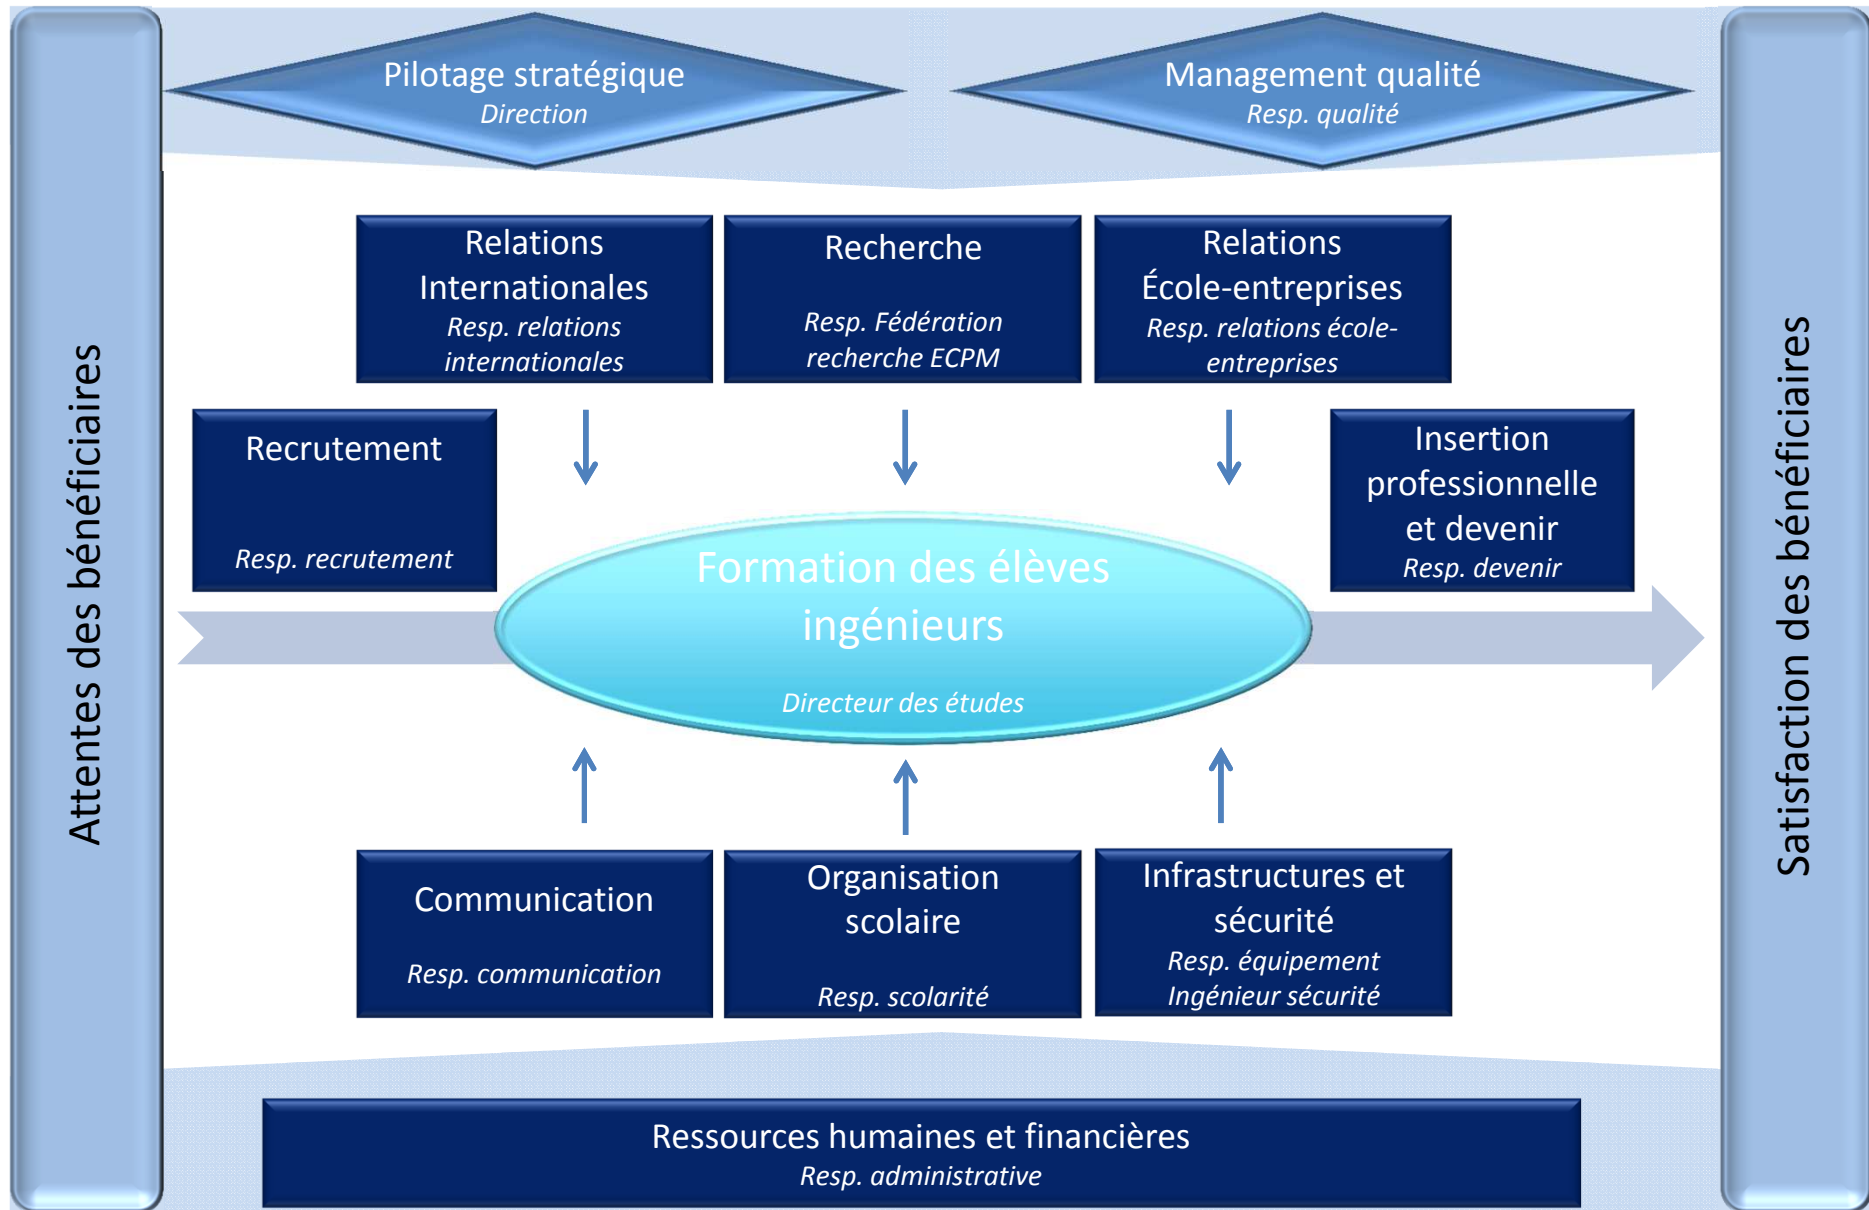 Attentes des bénéficiaires
Pilotage stratégique
Direction
Management qualité
Resp. qualité
Relations
Internationales
Resp. relations
internationales
Recherche
Resp. Fédération
recherche ECPM
Relations
École-entreprises
Resp. relations école-
entreprises
Recrutement
Resp. recrutement
Insertion
professionnelle
et devenir
Resp. devenir
Formation des élèves
ingénieurs
Directeur des études
Communication
Resp. communication
Organisation
scolaire
Resp. scolarité
Infrastructures et
sécurité
Resp. équipement
Ingénieur sécurité
Ressources humaines et financières
Resp. administrative
Satisfaction des bénéficiaires